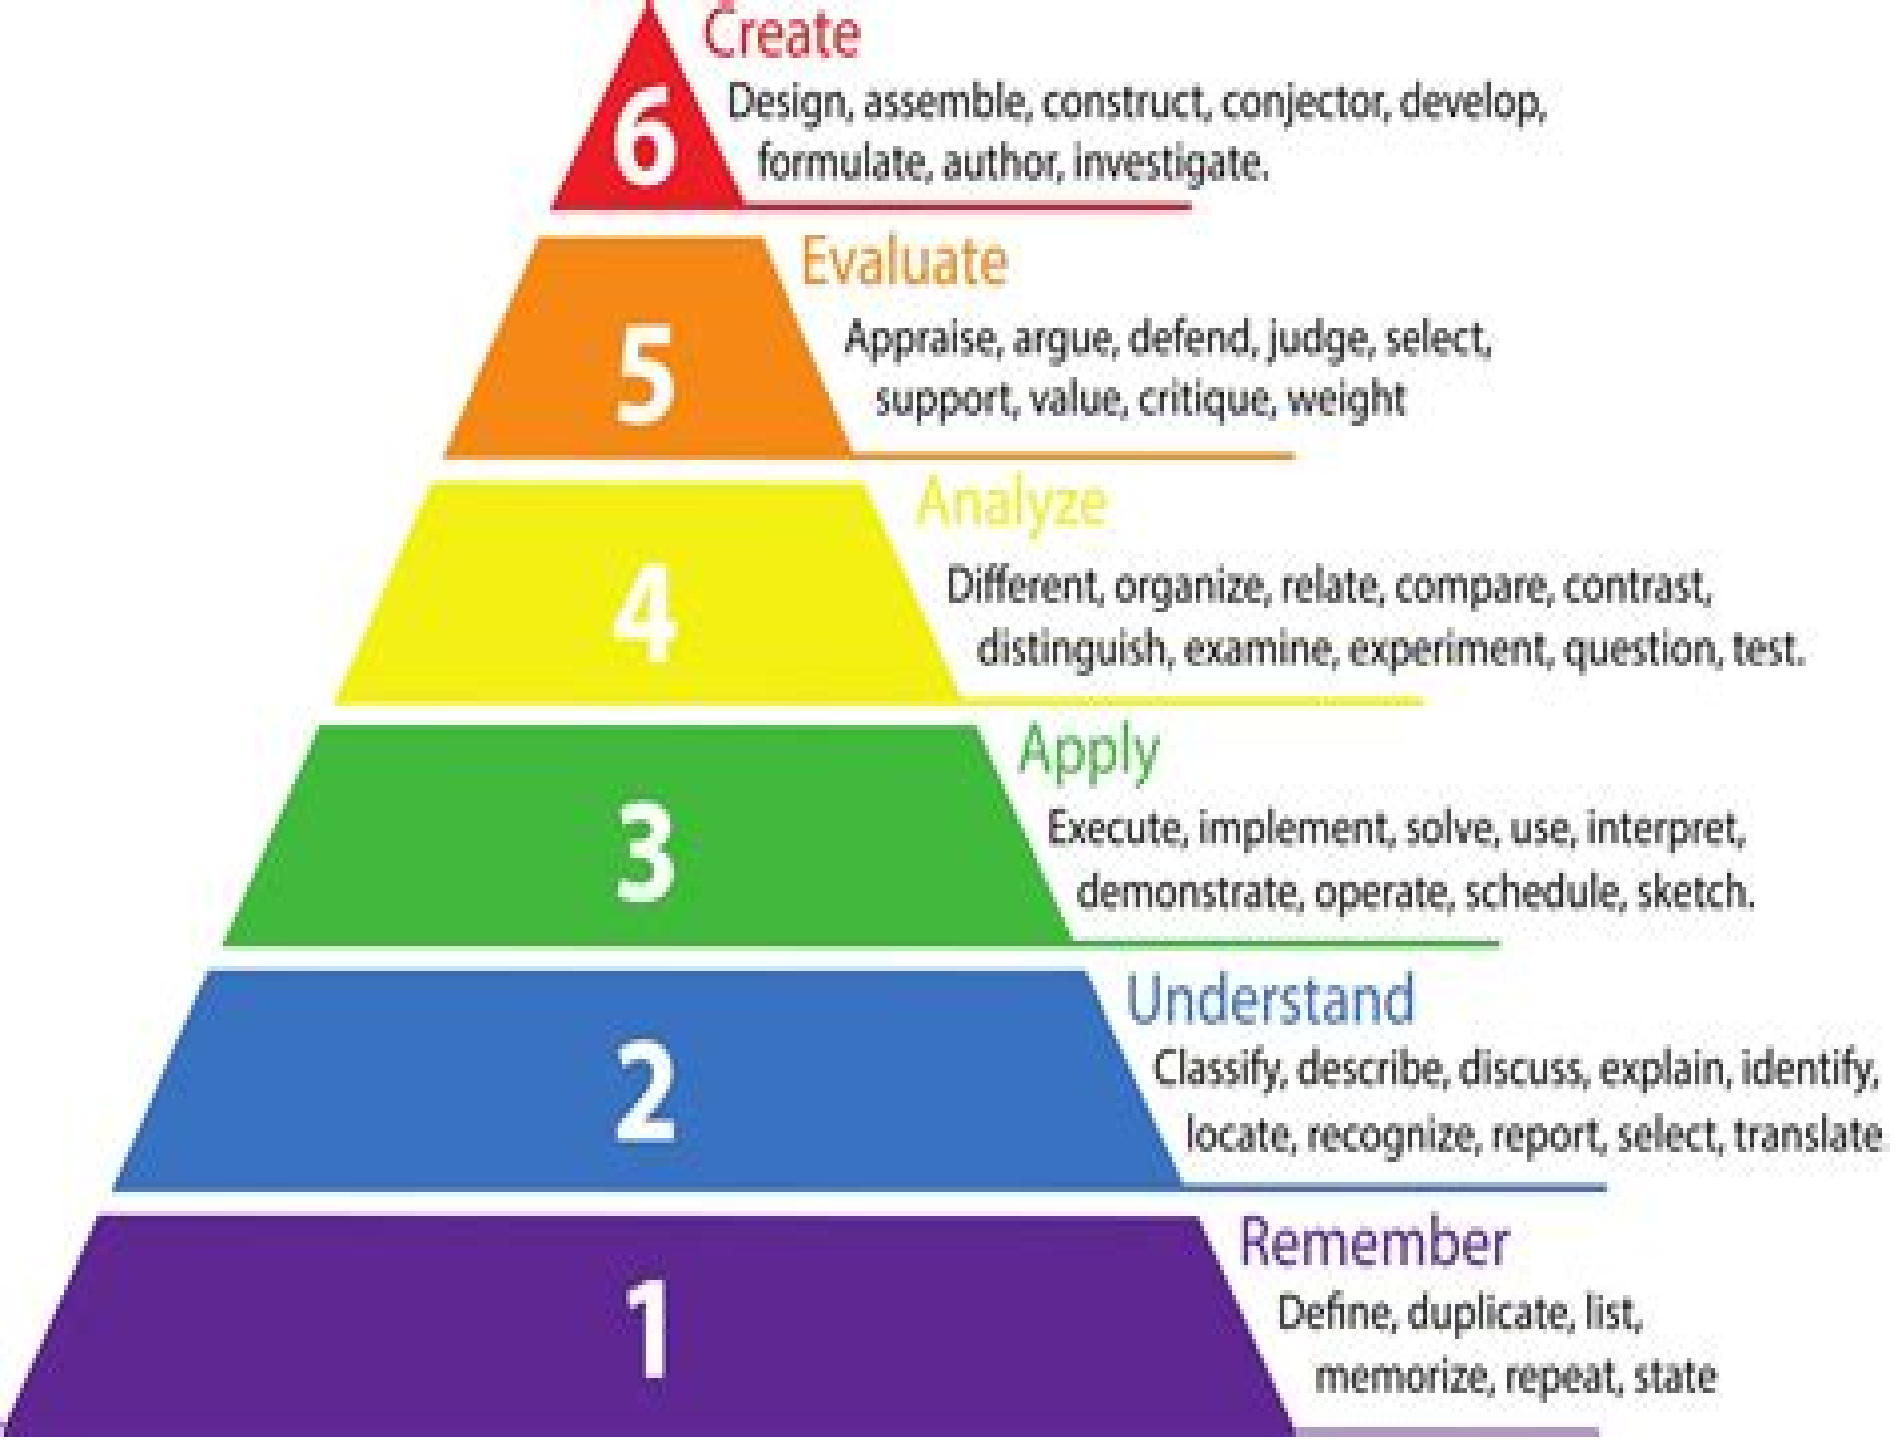 Create
6
Design, assemble, construct, conjector, develop,
formulate, author, investigate.
Evaluate
5
Appraise, argue, defend, judge, select,
support, value, critique, weight
Analyze
4
Different, organize, relate, compare, contrast,
distinguish, examine, experiment, question, test.
Apply
3
Execute, implement, solve, use, interpret,
demonstrate, operate, schedule, sketch.
Understand
2
Classify, describe, discuss, explain, identify,
locate, recognize, report, select, translate
Remember
1
Define, duplicate, list,
memorize, repeat, state